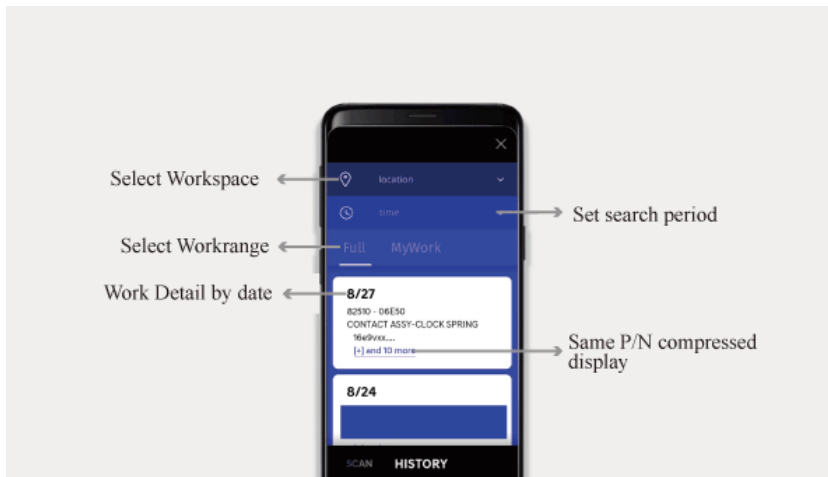 Select Workspace
location
time
Set search period
Select Workrange
Full MyWork
Work Detail by date
8/27
82510 - 06E50
CONTACT ASSY-CLOCK SPRING
16e9vxx...
[+] and 10 more
Same P/N compressed
display
8/24
SCAN HISTORY